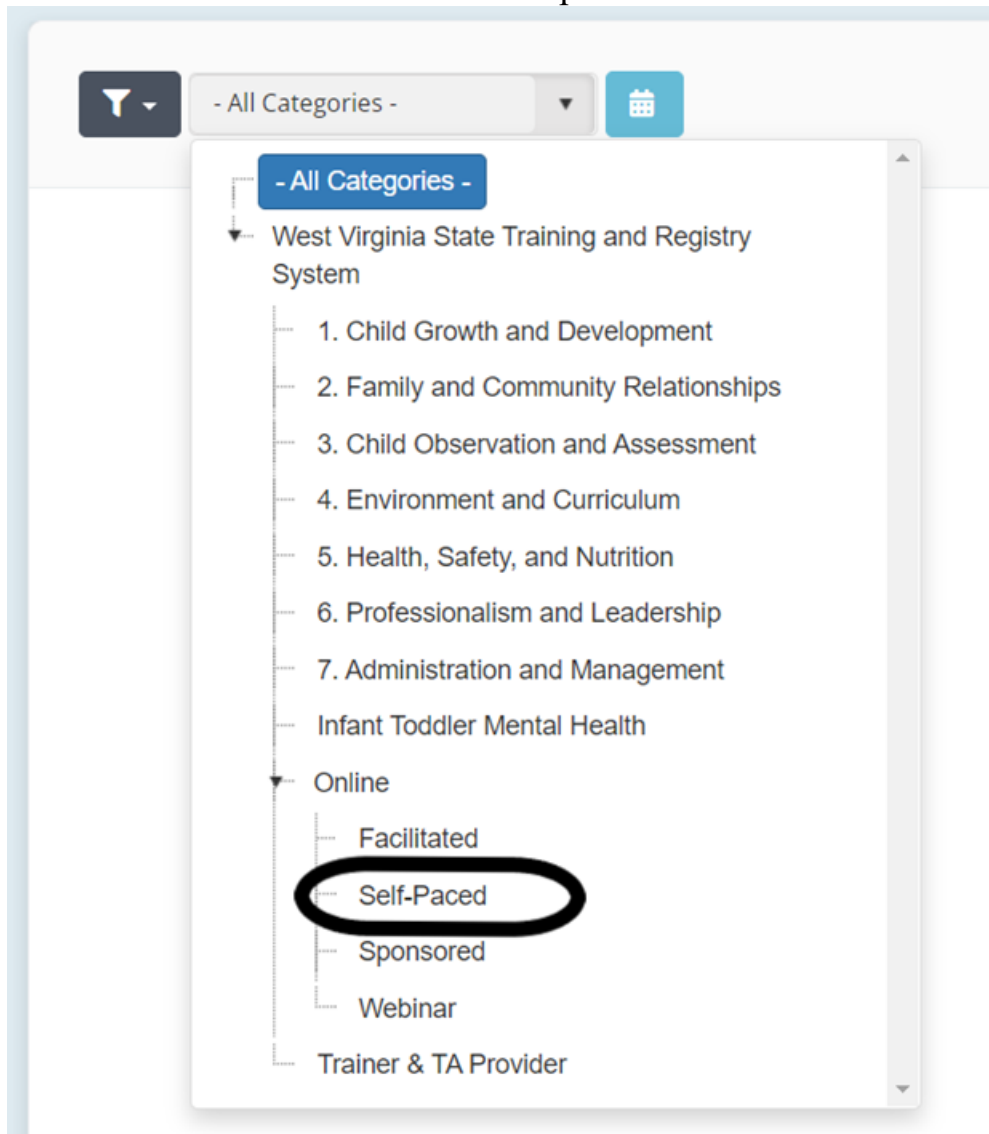 - All Categories -
- All Categories -
West Virginia State Training and Registry
System
1. Child Growth and Development
2. Family and Community Relationships
3. Child Observation and Assessment
4. Environment and Curriculum
5. Health, Safety, and Nutrition
6. Professionalism and Leadership
7. Administration and Management
Infant Toddler Mental Health
Online
Facilitated
Self-Paced
Sponsored
Webinar
Trainer & TA Provider